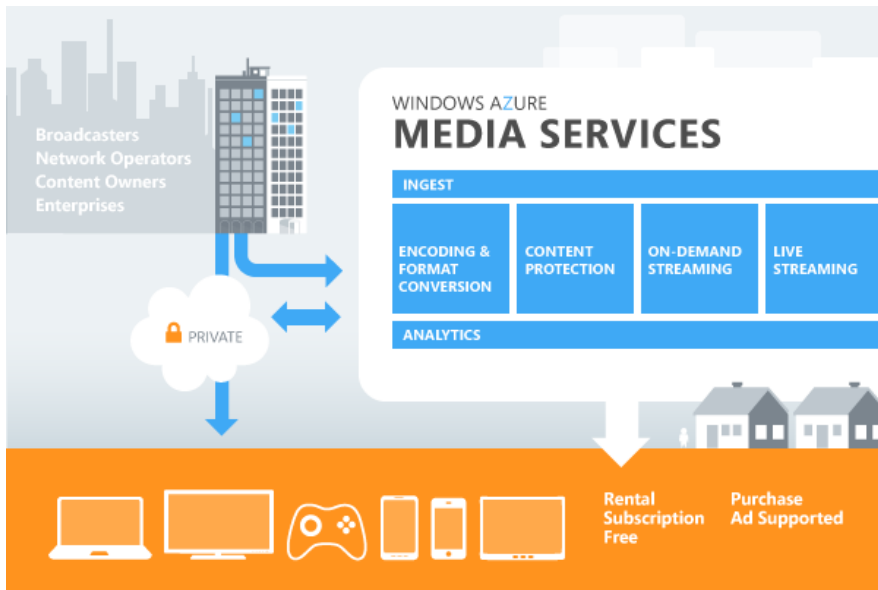 Broadcasters
Network Operators
Content Owners
Enterprises
WINDOWS AZURE
MEDIA SERVICES
INGEST
ENCODING &
FORMAT
CONVERSION
CONTENT
PROTECTION
ON-DEMAND
STREAMING
LIVE
STREAMING
ANALYTICS
PRIVATE
Rental
Subscription
Free
Purchase
Ad Supported